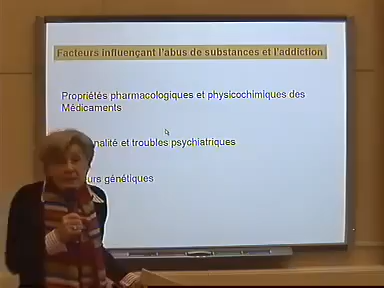 Facteurs influençant l'abus de substances et l'addiction
Propriétés pharmacologiques et physicochimiques des
Médicaments
et troubles psychiatriques
génétiques